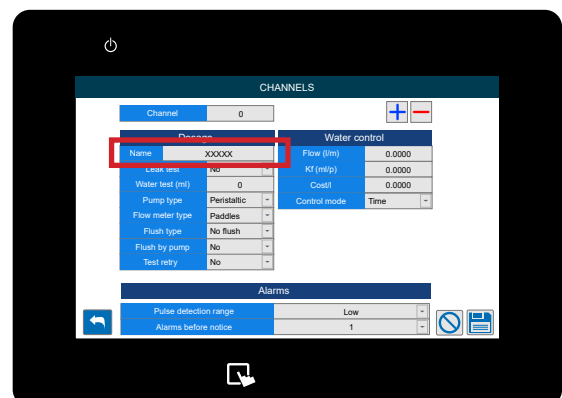 CHANNELS
Channel 0
Dosage
Name XXXXX
Leak test No
Water test (ml) 0
Pump type Peristaltic
Flow meter type Paddles
Flush type No flush
Flush by pump No
Test retry No
Water control
Flow (l/m) 0.0000
Kf (ml/p) 0.0000
Cost/l 0.0000
Control mode Time
Alarms
Pulse detection range Low
Alarms before notice 1